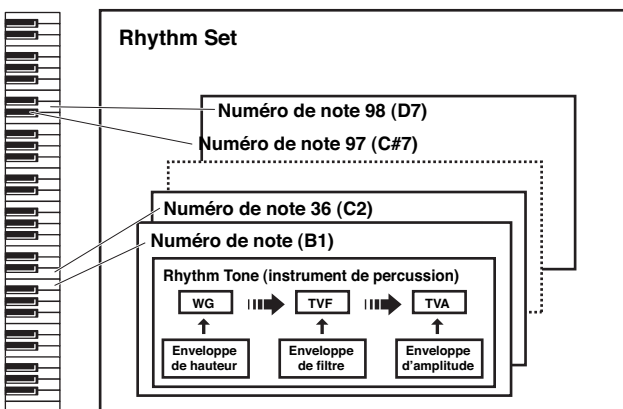 Rhythm Set
Numéro de note 98 (D7)
Numéro de note 97 (C#7)
Numéro de note 36 (C2)
Numéro de note (B1)
Rhythm Tone (instrument de percussion)
WG TVF TVA
Enveloppe de hauteur
Enveloppe de filtre
Enveloppe d'amplitude